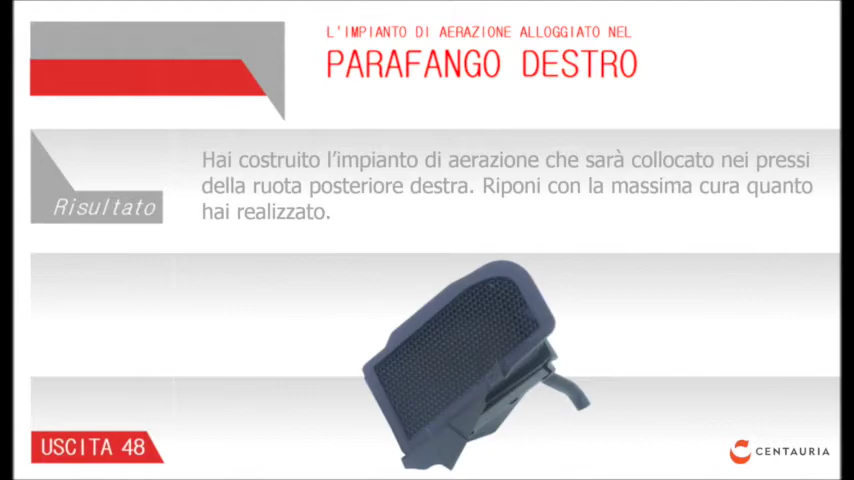 L'IMPIANTO DI AERAZIONE ALLOGGIATO NEL
PARAFANGO DESTRO
Hai costruito l'impianto di aerazione che sarà collocato nei pressi
della ruota posteriore destra. Riponi con la massima cura quanto
hai realizzato.
Risultato
USCITA 48
CENTAURIA